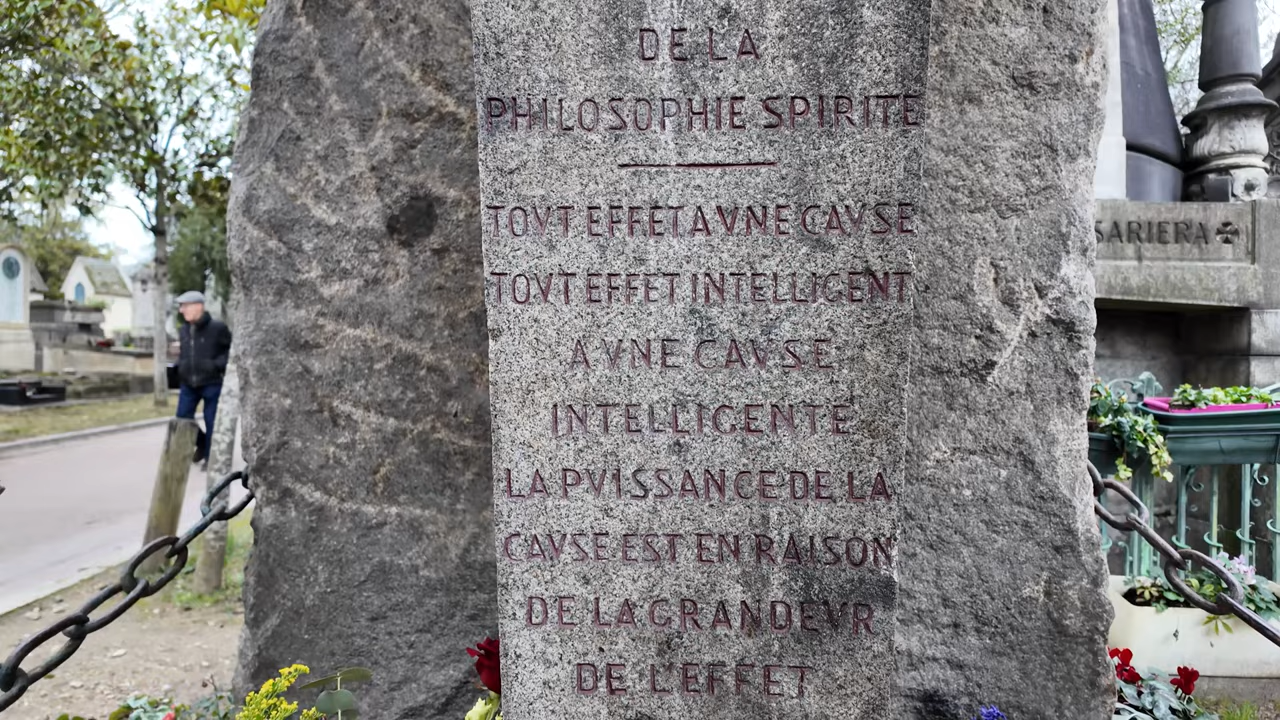 DE LA
PHILOSOPHIE SPIRITE
TOVT EFFET A VNE CAVSE
TOVT EFFET INTELLIGENT
A VNE CAVSE
INTELLIGENTE
LA PVISSANCE DE LA
CAVSE EST EN RAISON
DE LA GRANDEVR
DE L'EFFET
SARIERA